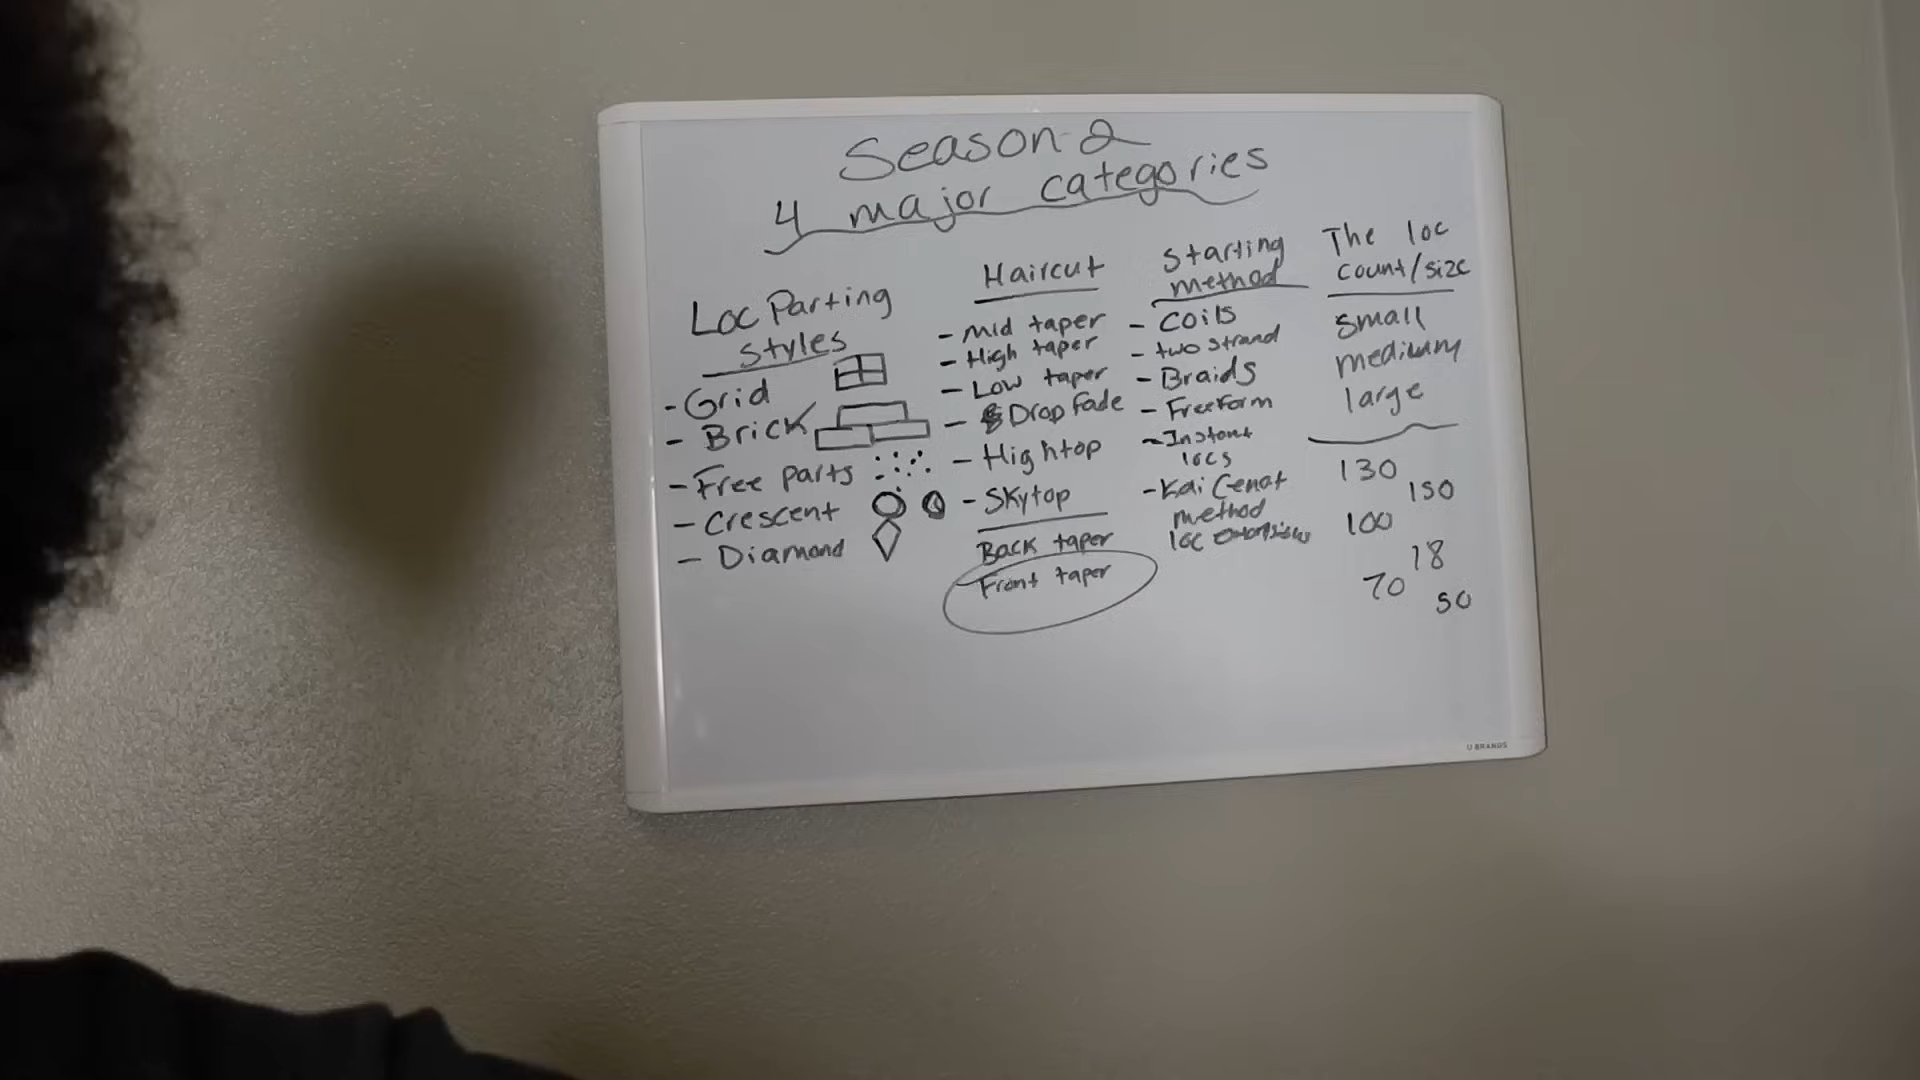 Season 2
4 major categories
Loc Parting
styles
- Grid
- Brick
- Free parts
- Crescent
- Diamond
Haircut
- Mid taper
- High taper
- Low taper
- Drop fade
- Hightop
- Skytop
Back taper
Front taper
Starting
method
- Coils
- two strand
- Braids
- Freeform
- Instant
locs
- Kai Cenat
method
loc
The loc
count/size
small
medium
large
130
150
100
18
70
50
U BRANDS